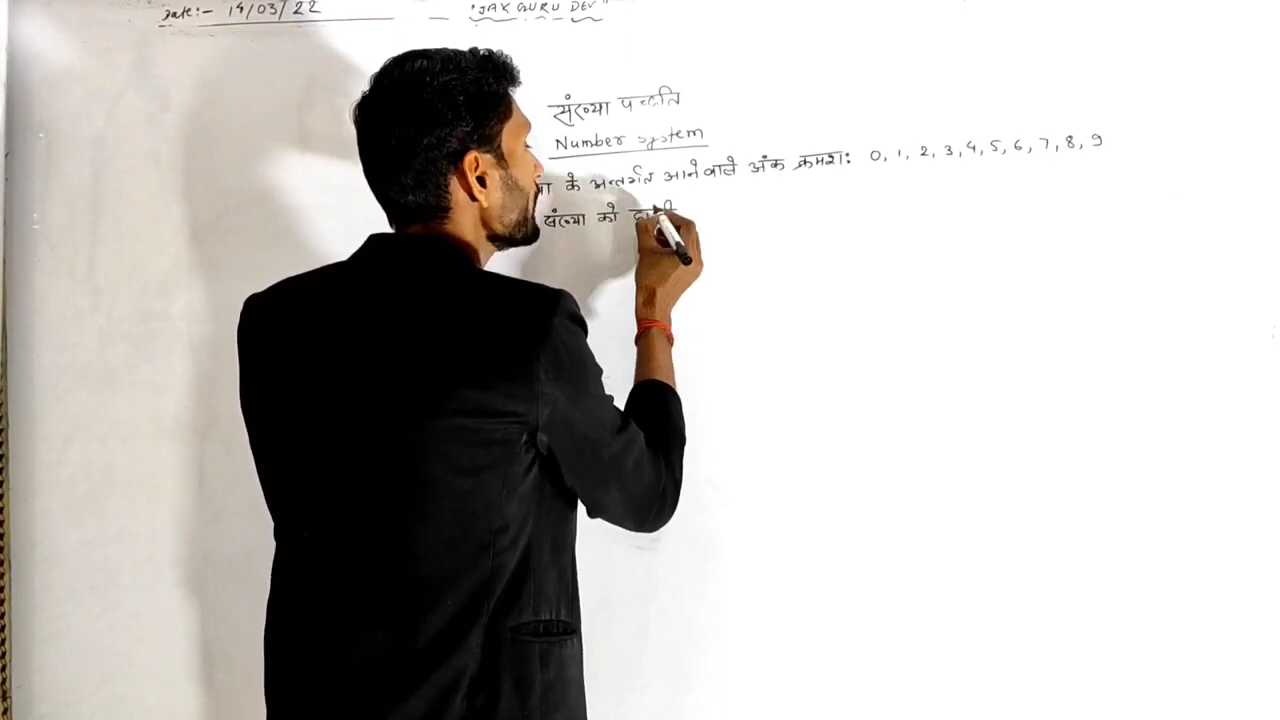 Date:- 14/03/22 "JAY GURU DEV"
संख्या पद्धति
Number system
के अन्तर्गत आने वाले अंक क्रमशः 0, 1, 2, 3, 4, 5, 6, 7, 8, 9
संख्या को